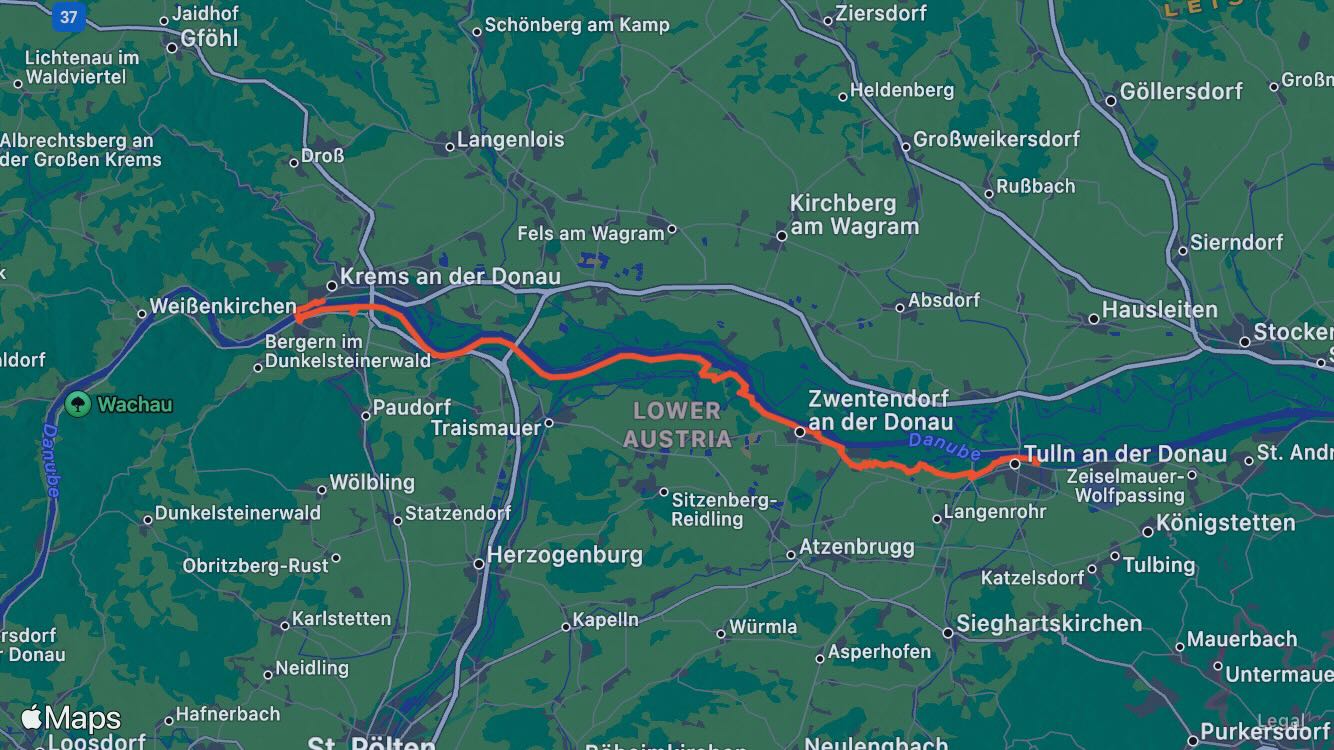 37
Jaidhof
Gföhl
Schönberg am Kamp
Ziersdorf
Lichtenau im
Waldviertel
Heldenberg
Göllersdorf
Albrechtsberg an
der Großen Krems
Droß
Langenlois
Großweikersdorf
Rußbach
Kirchberg
am Wagram
Fels am Wagram
Sierndorf
Krems an der Donau
Weißenkirchen
Absdorf
Hausleiten
Bergern im
Dunkelsteinerwald
Wachau
Paudorf
Traismauer
LOWER
AUSTRIA
Zwentendorf
an der Donau
Danube
Danube
Tulln an der Donau
Zeiselmauer-
Wolfpassing
Wölbling
Sitzenberg-
Reidling
Dunkelsteinerwald
Statzendorf
Langenrohr
Königstetten
Obritzberg-Rust
Herzogenburg
Atzenbrugg
Katzelsdorf
Tulbing
Karlstetten
Kapelln
Würmla
Sieghartskirchen
Asperhofen
Mauerbach
Neidling
Hafnerbach
Maps
Legal
Purkersdorf
Loosdorf
St. Pölten
Neulengbach